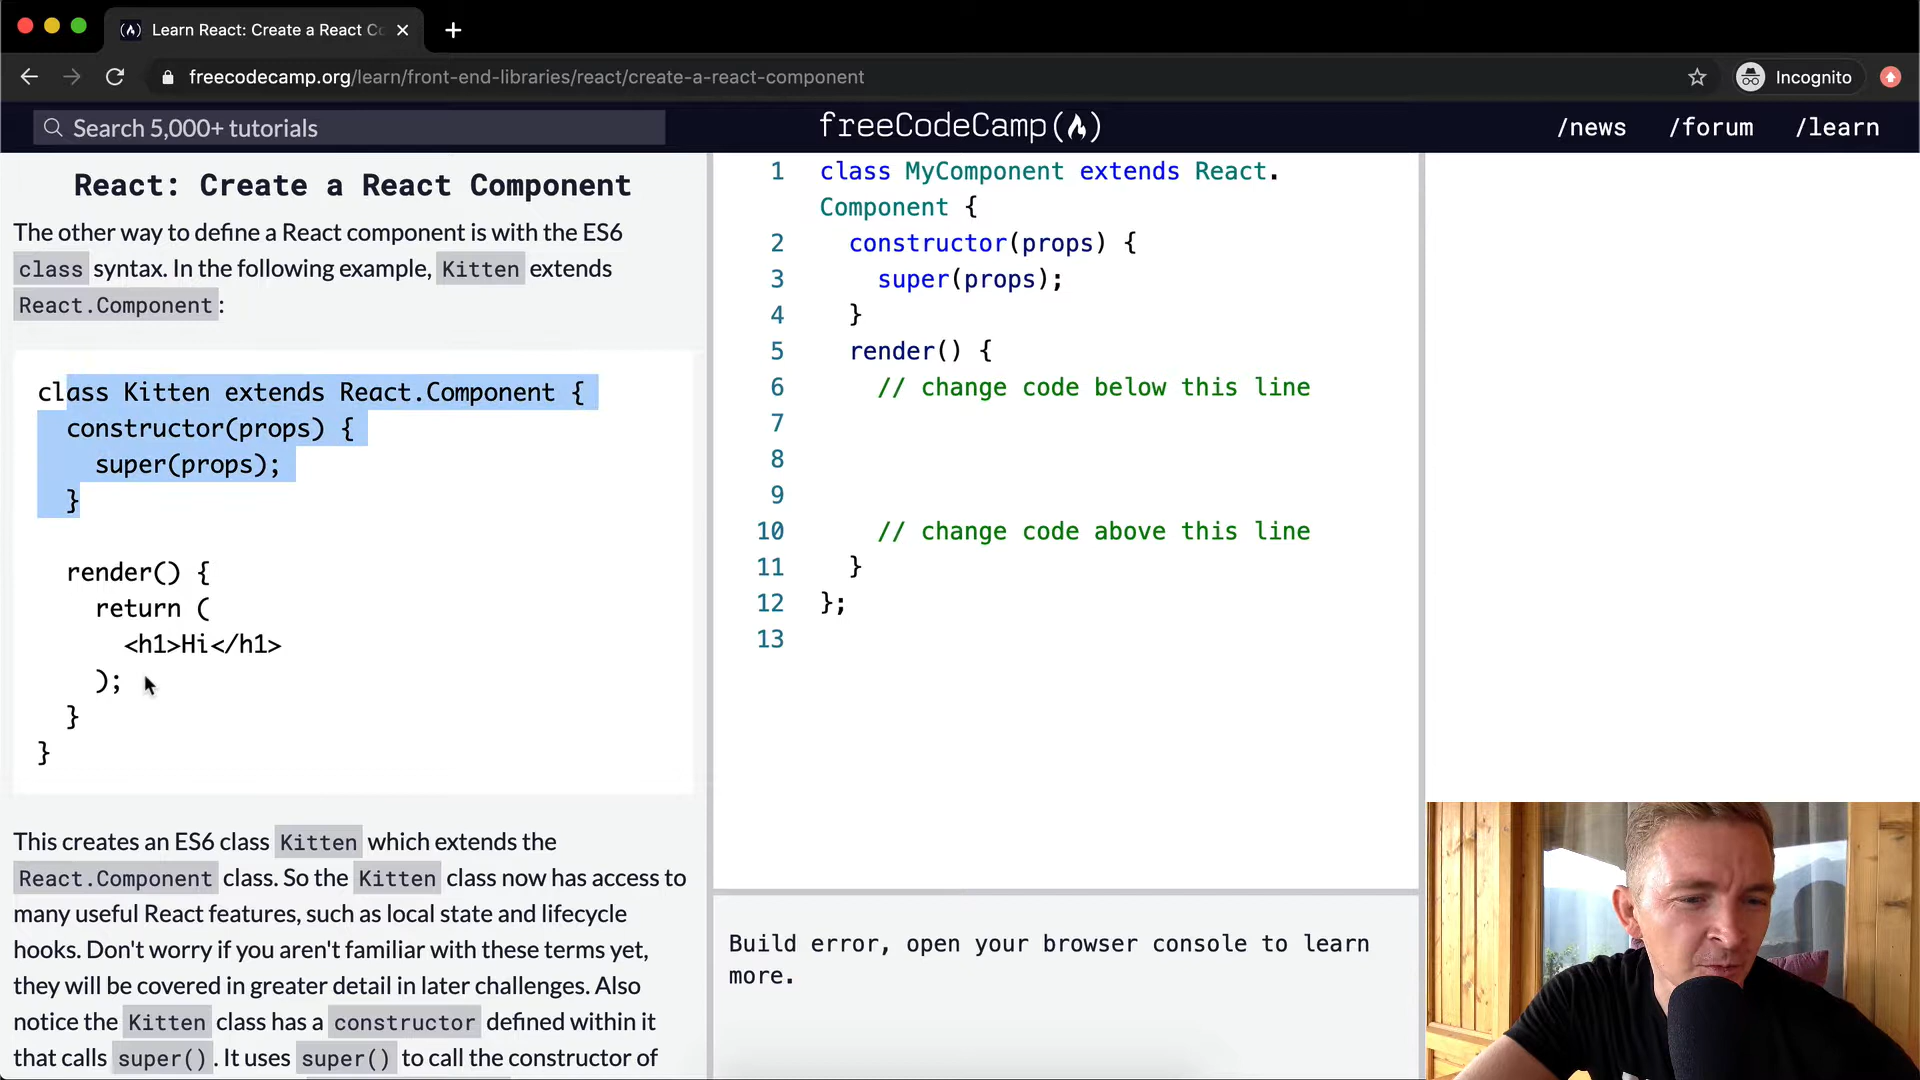 Learn React: Create a React Co
freecodecamp.org/learn/front-end-libraries/react/create-a-react-component
Incognito
Search 5,000+ tutorials
freeCodeCamp
/news /forum /learn
React: Create a React Component
The other way to define a React component is with the ES6
class syntax. In the following example, Kitten extends
React.Component:
class Kitten extends React.Component {
constructor(props) {
super(props);
}
render() {
return (
<h1>Hi</h1>
);
}
}
This creates an ES6 class Kitten which extends the
React.Component class. So the Kitten class now has access to
many useful React features, such as local state and lifecycle
hooks. Don't worry if you aren't familiar with these terms yet,
they will be covered in greater detail in later challenges. Also
notice the Kitten class has a constructor defined within it
that calls super(). It uses super() to call the constructor of
1 class MyComponent extends React.
Component {
2 constructor(props) {
3 super(props);
4 }
5 render() {
6 // change code below this line
7
8
9
10 // change code above this line
11 }
12 };
13
Build error, open your browser console to learn
more.